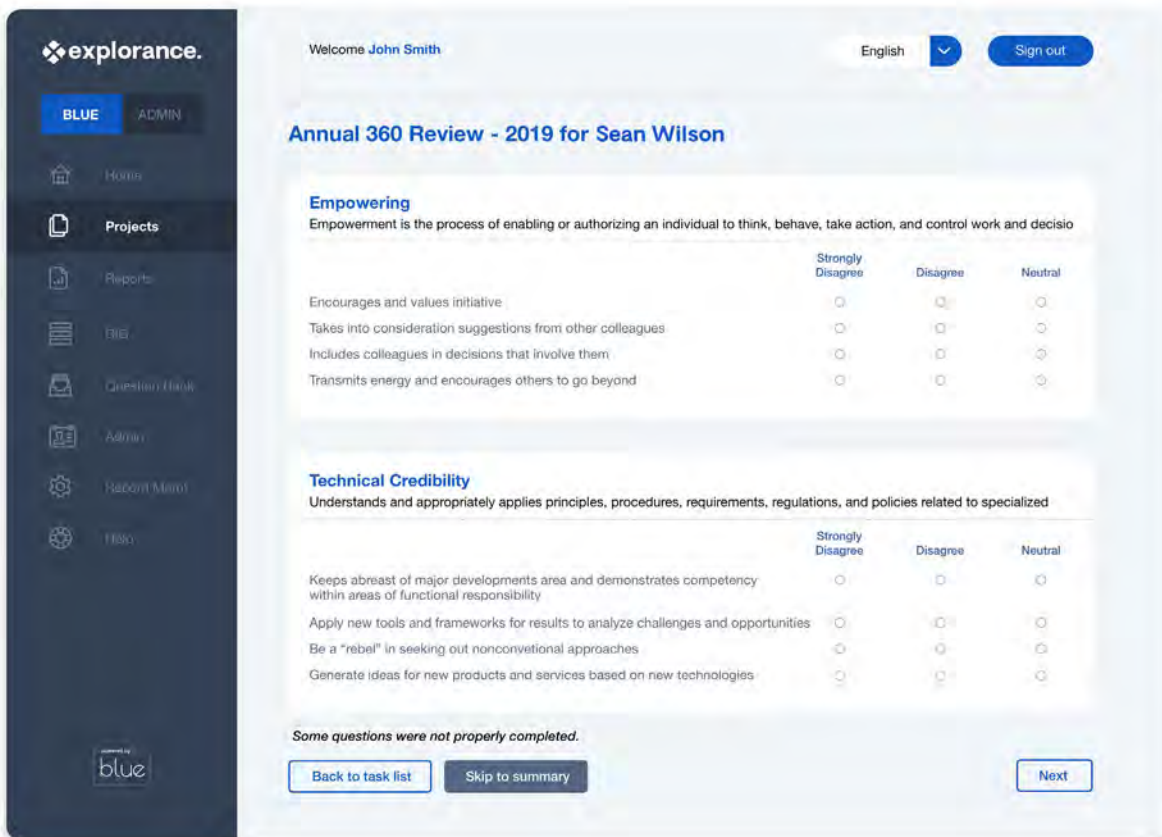 explorance.
Welcome John Smith
English
Sign out
BLUE
ADMIN
Annual 360 Review - 2019 for Sean Wilson
Home
Projects
Reports
Question Bank
Admin
Help
Empowering
Empowerment is the process of enabling or authorizing an individual to think, behave, take action, and control work and decisio
Strongly Disagree
Disagree
Neutral
Encourages and values initiative
Takes into consideration suggestions from other colleagues
Includes colleagues in decisions that involve them
Transmits energy and encourages others to go beyond
Technical Credibility
Understands and appropriately applies principles, procedures, requirements, regulations, and policies related to specialized
Strongly Disagree
Disagree
Neutral
Keeps abreast of major developments area and demonstrates competency
within areas of functional responsibility
Apply new tools and frameworks for results to analyze challenges and opportunities
Be a “rebel” in seeking out nonconvetional approaches
Generate ideas for new products and services based on new technologies
Some questions were not properly completed.
Back to task list
Skip to summary
Next
powered by
blue